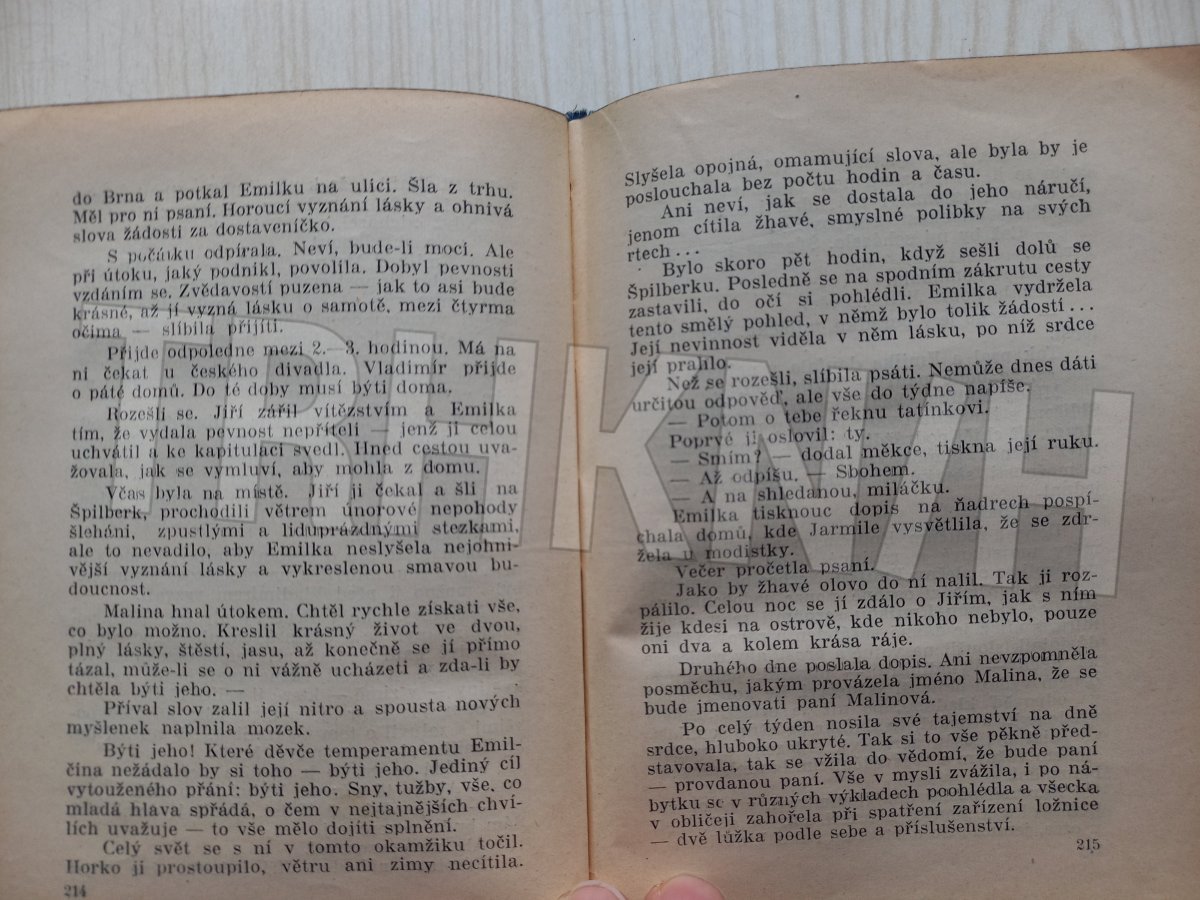 do Brna a potkal Emilku na ulici. Šla z trhu.
Měl pro ni psaní. Horoucí vyznání lásky a ohnivá
slova žádosti za dostaveníčko.
S počátku odpírala. Neví, bude-li moci. Ale
při útoku, jaký podnikl, povolila. Dobyl pevnosti
vzdáním se. Zvědavostí puzena — jak to asi bude
krásné, až jí vyzná lásku o samotě, mezi čtyrma
očima — slíbila přijíti.
Přijde odpoledne mezi 2.- 3. hodinou. Má na
ni čekat u českého divadla. Vladimír přijde
o páté domů. Do té doby musí býti doma.
Rozešli se. Jiří zářil vítězstvím a Emilka
tím, že vydala pevnost nepříteli — jenž ji celou
uchvátil a ke kapitulaci svedl. Hned cestou uva-
žovala, jak se vymluví, aby mohla z domu.
Včas byla na místě. Jiří ji čekal a šli na
Špilberk, prochodili větrem únorové nepohody
šlehání, zpustlými a liduprázdnými stezkami,
ale to nevadilo, aby Emilka neslyšela nejohni-
vější vyznání lásky a vykreslenou smavou bu-
doucnost.
Malina hnal útokem. Chtěl rychle získati vše,
co bylo možno. Kreslil krásný život ve dvou,
plný lásky, štěstí, jasu, až konečně se jí přímo
tázal, může-li se o ni vážně ucházeti a zda-li by
chtěla býti jeho. —
Příval slov zalil její nitro a spousta nových
myšlenek naplnila mozek.
Býti jeho! Které děvče temperamentu Emil-
čina nežádalo by si toho — býti jeho. Jediný cíl
vytouženého přání: býti jeho. Sny, tužby, vše, co
mladá hlava spřádá, o čem v nejtajnějších chví-
lích uvažuje — to vše mělo dojíti splnění.
Celý svět se s ní v tomto okamžiku točil.
Horko jí prostoupilo, větru ani zimy necítila.
214
Slyšela opojná, omamující slova, ale byla by je
poslouchala bez počtu hodin a času.
Ani neví, jak se dostala do jeho náručí,
jenom cítila žhavé, smyslné polibky na svých
rtech...
Bylo skoro pět hodin, když sešli dolů se
Špilberku. Posledně se na spodním zákrutu cesty
zastavili, do očí si pohlédli. Emilka vydržela
tento smělý pohled, v němž bylo tolik žádostí...
Její nevinnost viděla v něm lásku, po níž srdce
její prahlo.
Než se rozešli, slíbila psáti. Nemůže dnes dáti
určitou odpověď, ale vše do týdne napíše.
— Potom o tebe řeknu tatínkovi.
Poprvé ji oslovil: ty.
— Smím? — dodal měkce, tiskna její ruku.
— Až odpíšu. — Sbohem.
— A na shledanou, miláčku.
Emilka tisknouc dopis na ňadrech pospí-
chala domů, kde Jarmile vysvětlila, že se zdr-
žela u modistky.
Večer pročetla psaní.
Jako by žhavé olovo do ní nalil. Tak ji roz-
pálilo. Celou noc se jí zdálo o Jiřím, jak s ním
žije kdesi na ostrově, kde nikoho nebylo, pouze
oni dva a kolem krása ráje.
Druhého dne poslala dopis. Ani nevzpomněla
posměchu, jakým provázela jméno Malina, že se
bude jmenovati paní Malinová.
Po celý týden nosila své tajemství na dně
srdce, hluboko ukryté. Tak si to vše pěkně před-
stavovala, tak se vžila do vědomí, že bude paní
— provdanou paní. Vše v mysli zvážila, i po ná-
bytku se v různých výkladech poohlédla a všecka
v obličeji zahořela při spatření zařízení ložnice
— dvě lůžka podle sebe a příslušenství.
215